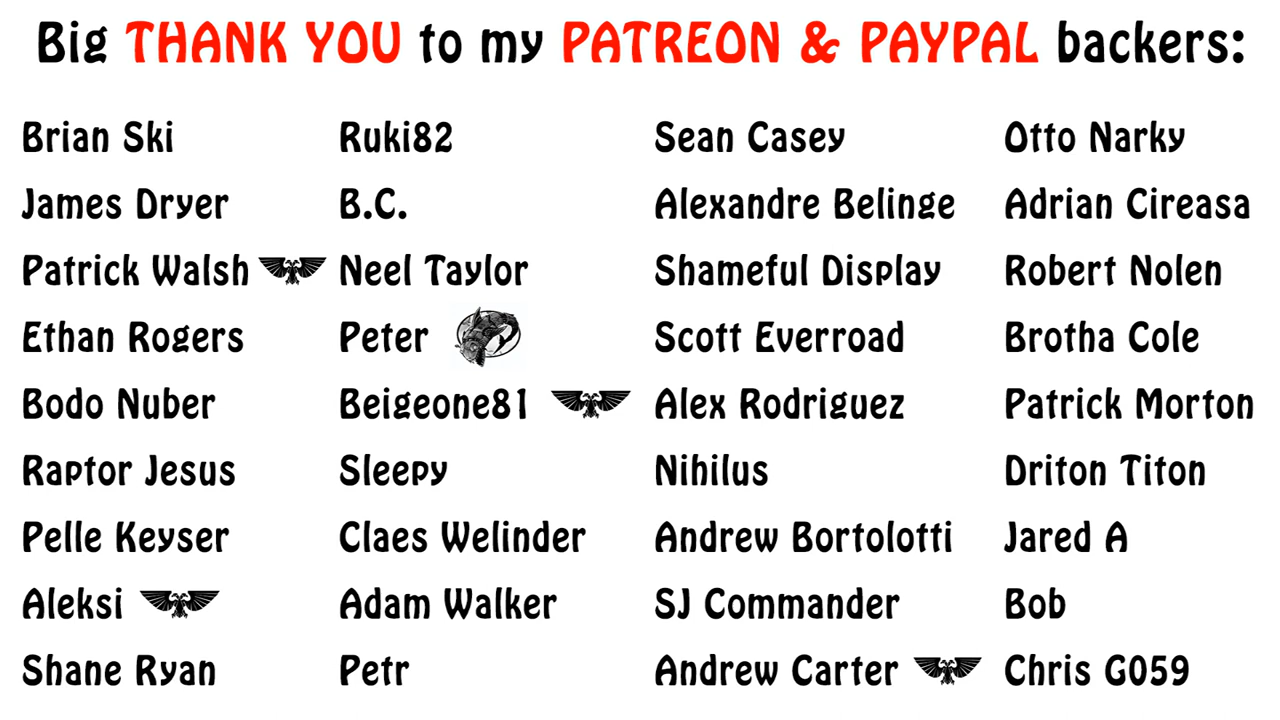 Big THANK YOU to my PATREON & PAYPAL backers:
Brian Ski
James Dryer
Patrick Walsh
Ethan Rogers
Bodo Nuber
Raptor Jesus
Pelle Keyser
Aleksi
Shane Ryan
Ruki82
B.C.
Neel Taylor
Peter
Beigeone81
Sleepy
Claes Welinder
Adam Walker
Petr
Sean Casey
Alexandre Belinge
Shameful Display
Scott Everroad
Alex Rodriguez
Nihilus
Andrew Bortolotti
SJ Commander
Andrew Carter
Otto Narky
Adrian Cireasa
Robert Nolen
Brotha Cole
Patrick Morton
Driton Titon
Jared A
Bob
Chris G059